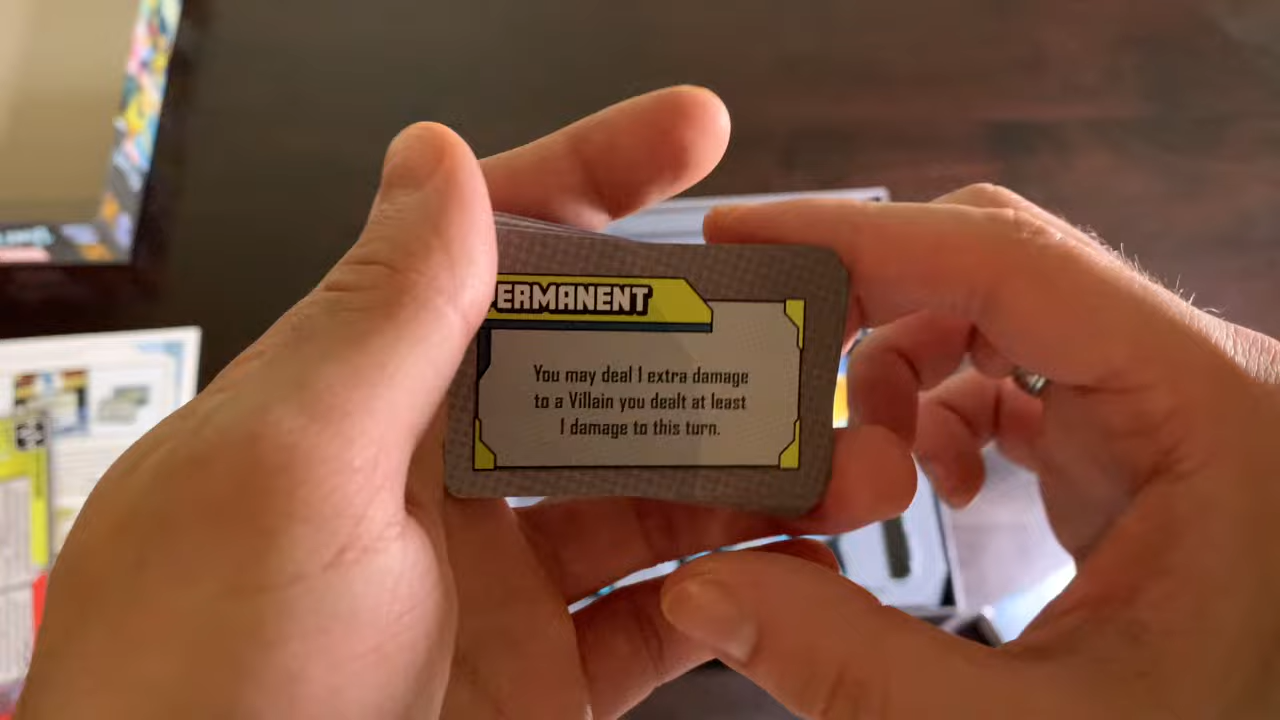 ERMANENT
You may deal 1 extra damage
to a Villain you dealt at least
1 damage to this turn.